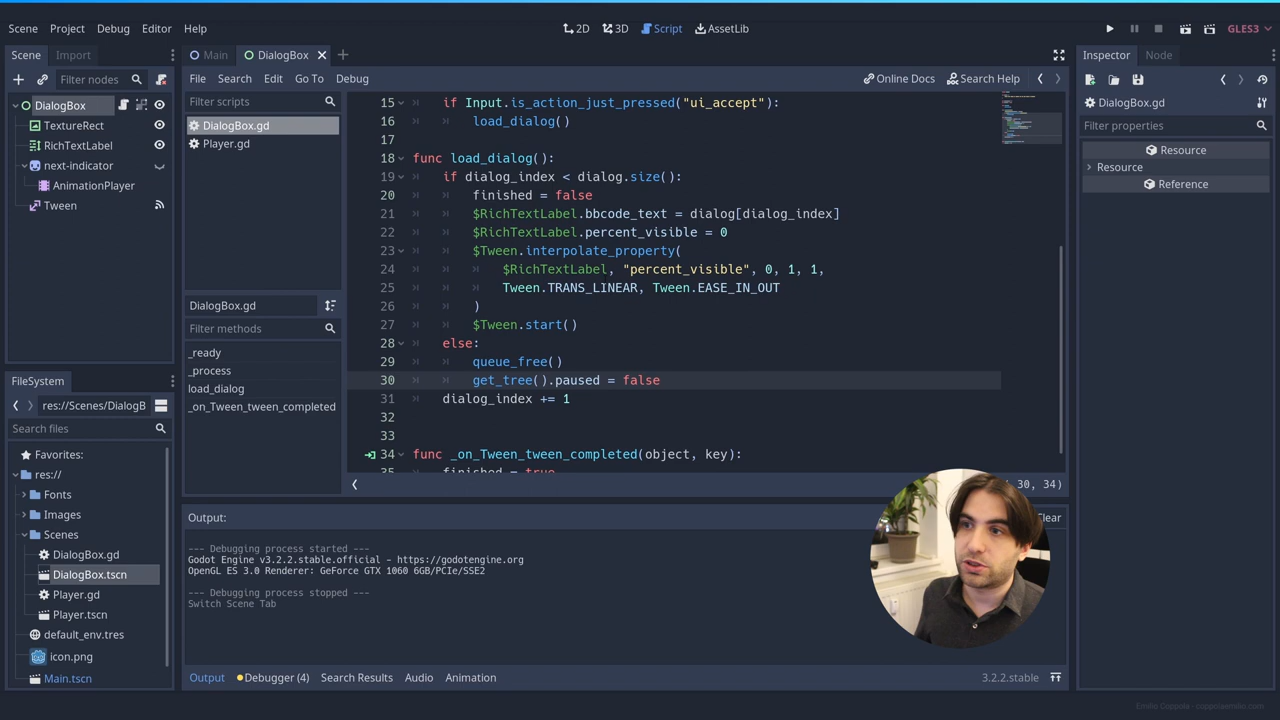 Scene Project Debug Editor Help
2D 3D Script AssetLib
GLES3
Scene Import
Filter nodes
DialogBox
TextureRect
RichTextLabel
next-indicator
AnimationPlayer
Tween
FileSystem
res://Scenes/DialogB
Search files
Favorites:
res://
Fonts
Images
Scenes
DialogBox.gd
DialogBox.tscn
Player.gd
Player.tscn
default_env.tres
icon.png
Main.tscn
Main DialogBox
File Search Edit Go To Debug
Online Docs Search Help
Filter scripts
DialogBox.gd
Player.gd
DialogBox.gd
Filter methods
_ready
_process
load_dialog
_on_Tween_tween_completed
15 if Input.is_action_just_pressed("ui_accept"):
16 load_dialog()
17
18 func load_dialog():
19 if dialog_index < dialog.size():
20 finished = false
21 $RichTextLabel.bbcode_text = dialog[dialog_index]
22 $RichTextLabel.percent_visible = 0
23 $Tween.interpolate_property(
24 $RichTextLabel, "percent_visible", 0, 1, 1,
25 Tween.TRANS_LINEAR, Tween.EASE_IN_OUT
26 )
27 $Tween.start()
28 else:
29 queue_free()
30 get_tree().paused = false
31 dialog_index += 1
32
33
34 func _on_Tween_tween_completed(object, key):
35 finished = true
30, 34)
Output:
Clear
--- Debugging process started ---
Godot Engine v3.2.2.stable.official - https://godotengine.org
OpenGL ES 3.0 Renderer: GeForce GTX 1060 6GB/PCIe/SSE2
--- Debugging process stopped ---
Switch Scene Tab
Output Debugger (4) Search Results Audio Animation
3.2.2.stable
Inspector Node
DialogBox.gd
Filter properties
Resource
Resource
Reference
Emilio Coppola - coppolaemilio.com